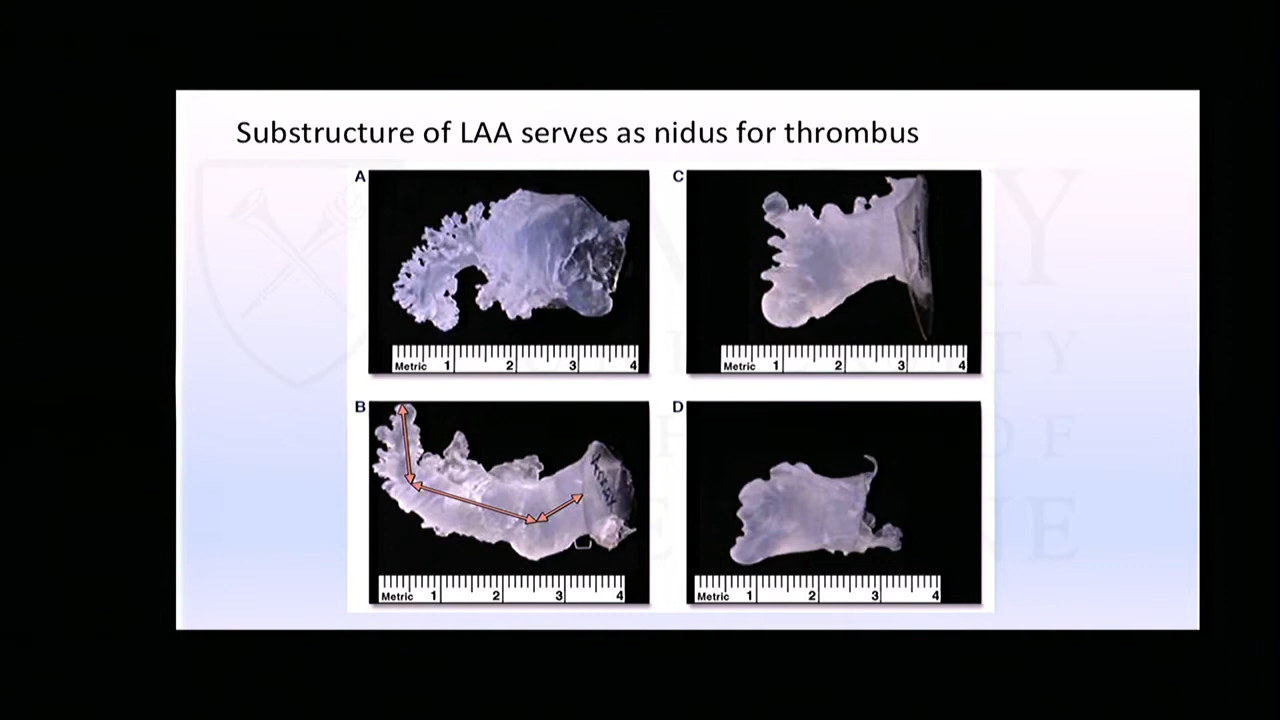 Substructure of LAA serves as nidus for thrombus
A
Metric 1 2 3 4
C
Metric 1 2 3 4
B
Metric 1 2 3 4
D
Metric 1 2 3 4